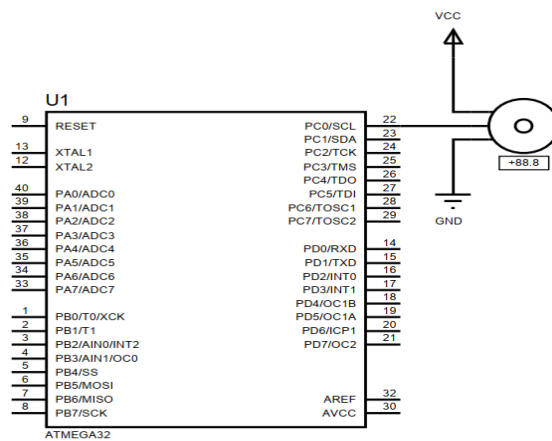 VCC
U1
9 RESET
13 XTAL1
12 XTAL2
40 PA0/ADC0
39 PA1/ADC1
38 PA2/ADC2
37 PA3/ADC3
36 PA4/ADC4
35 PA5/ADC5
34 PA6/ADC6
33 PA7/ADC7
1 PB0/T0/XCK
2 PB1/T1
3 PB2/AIN0/INT2
4 PB3/AIN1/OC0
5 PB4/SS
6 PB5/MOSI
7 PB6/MISO
8 PB7/SCK
PC0/SCL 22
PC1/SDA 23
PC2/TCK 24
PC3/TMS 25
PC4/TDO 26
PC5/TDI 27
PC6/TOSC1 28
PC7/TOSC2 29
PD0/RXD 14
PD1/TXD 15
PD2/INT0 16
PD3/INT1 17
PD4/OC1B 18
PD5/OC1A 19
PD6/ICP1 20
PD7/OC2 21
AREF 32
AVCC 30
ATMEGA32
+88.8
GND